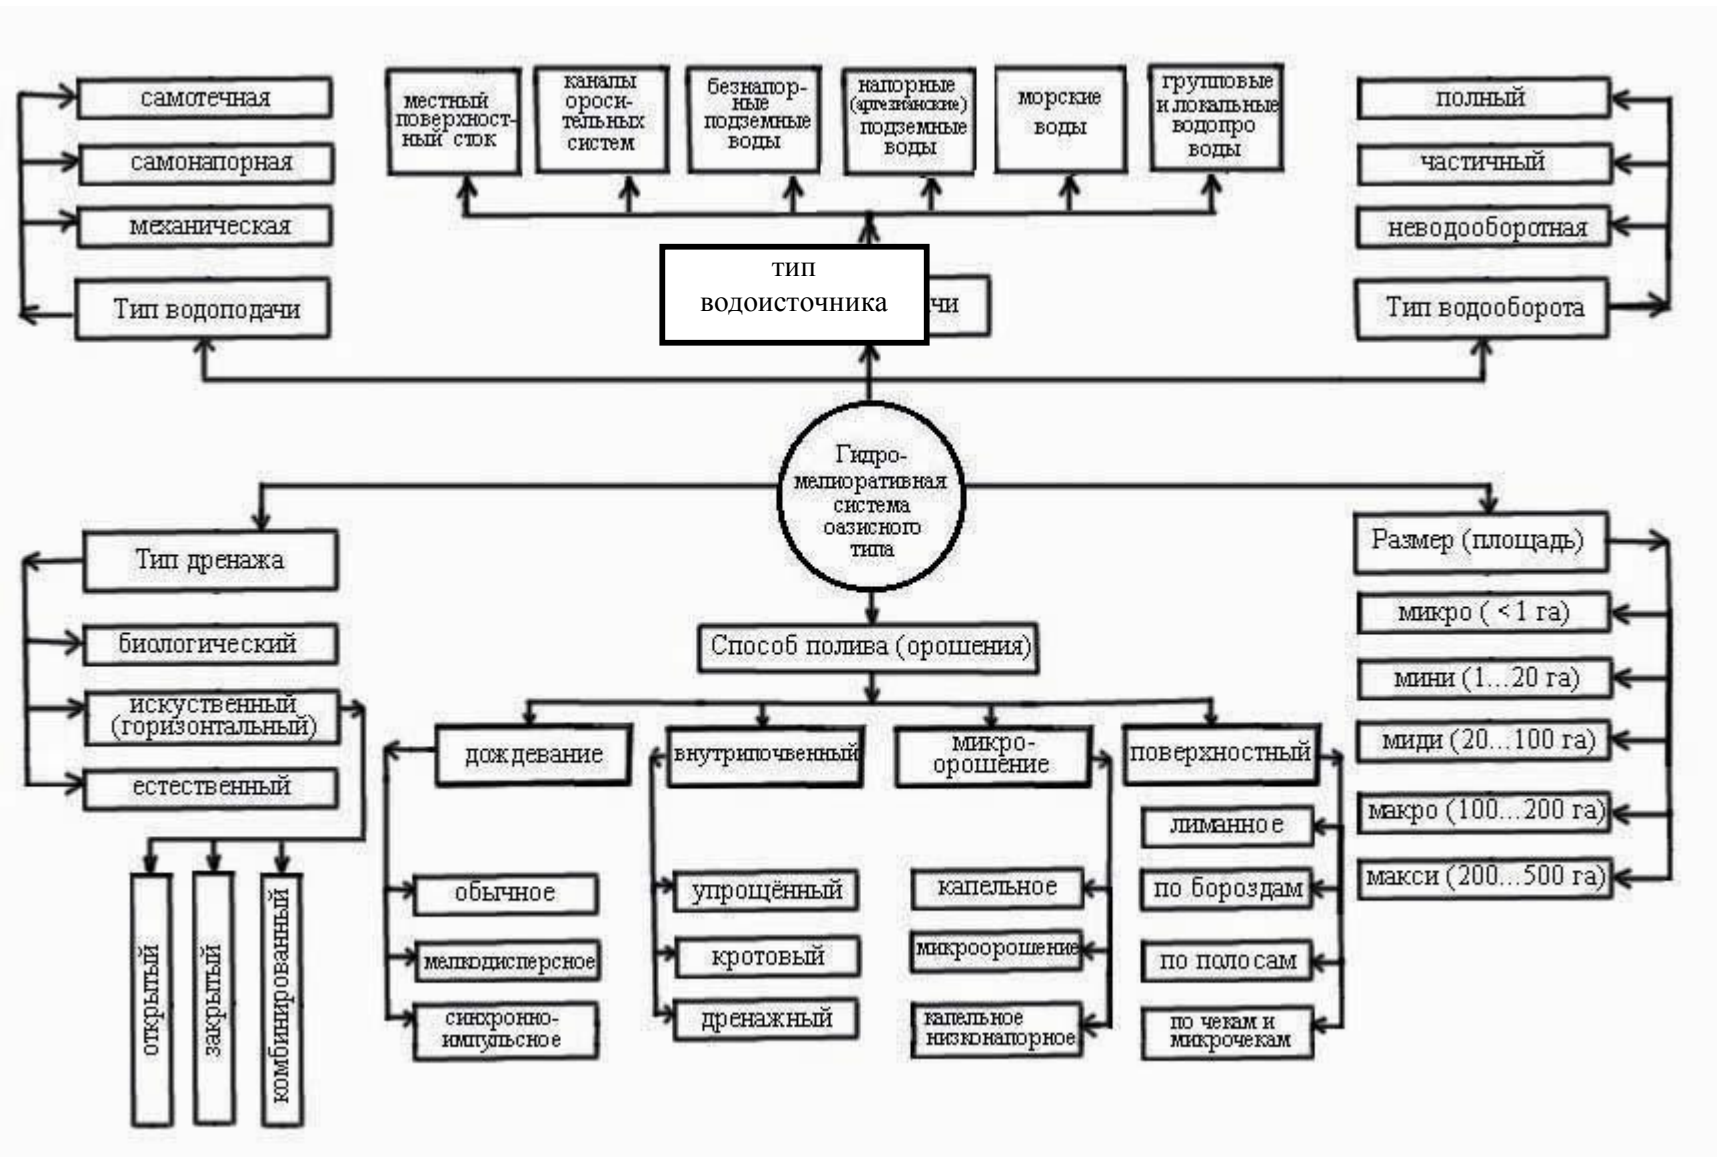 самотечная
самонапорная
механическая
Тип водоподачи
местный
поверхност-
ный сток
каналы
ороси-
тельных
систем
безнапор-
ные
подземные
воды
напорные
(артезианские)
подземные
воды
морские
воды
групповые
и локальные
водопро
воды
тип
водоисточника
чи
полный
частичный
неводооборотная
Тип водооборота
Гидро-
мелиоративная
система
оазисного
типа
Тип дренажа
биологический
искуственный
(горизонтальный)
естественный
открытый
закрытый
комбинированный
Способ полива (орошения)
дождевание
обычное
мелкодисперсное
синхронно-
импульсное
внутрипочвенный
упрощённый
кротовый
дренажный
микро-
орошение
капельное
микроорошение
капельное
низконапорное
поверхностный
лиманное
по бороздам
по полосам
по чекам и
микрочекам
Размер (площадь)
микро ( <1 га)
мини (1...20 га)
миди (20...100 га)
макро (100...200 га)
макси (200...500 га)